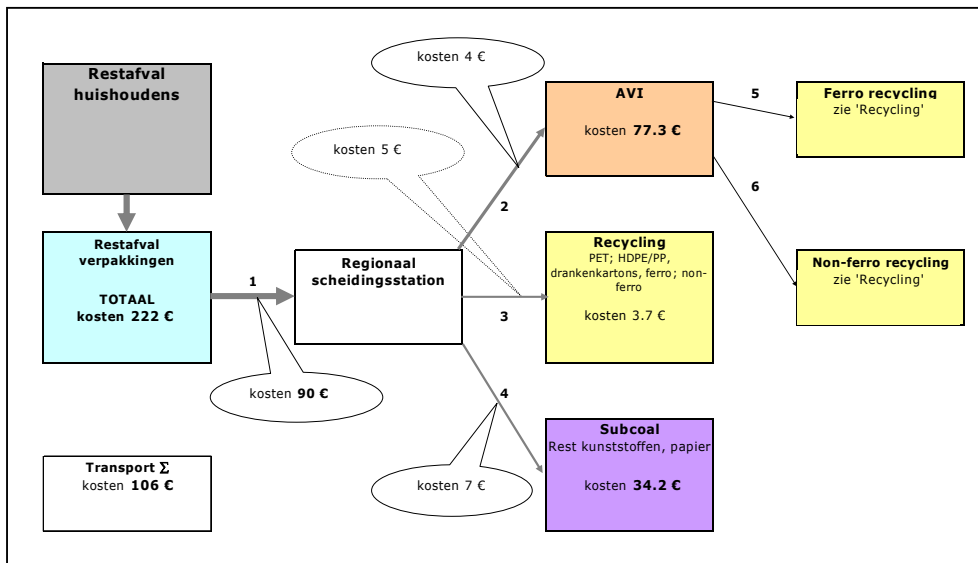 Restafval
huishoudens
kosten 4 €
AVI
kosten 77.3 €
5
Ferro recycling
zie 'Recycling'
kosten 5 €
2
6
Restafval
verpakkingen
TOTAAL
kosten 222 €
1
Regionaal
scheidingsstation
Recycling
PET; HDPE/PP,
drankenkartons, ferro; non-
ferro
kosten 3.7 €
3
Non-ferro recycling
zie 'Recycling'
kosten 90 €
4
Subcoal
Rest kunststoffen, papier
kosten 34.2 €
Transport Σ
kosten 106 €
kosten 7 €